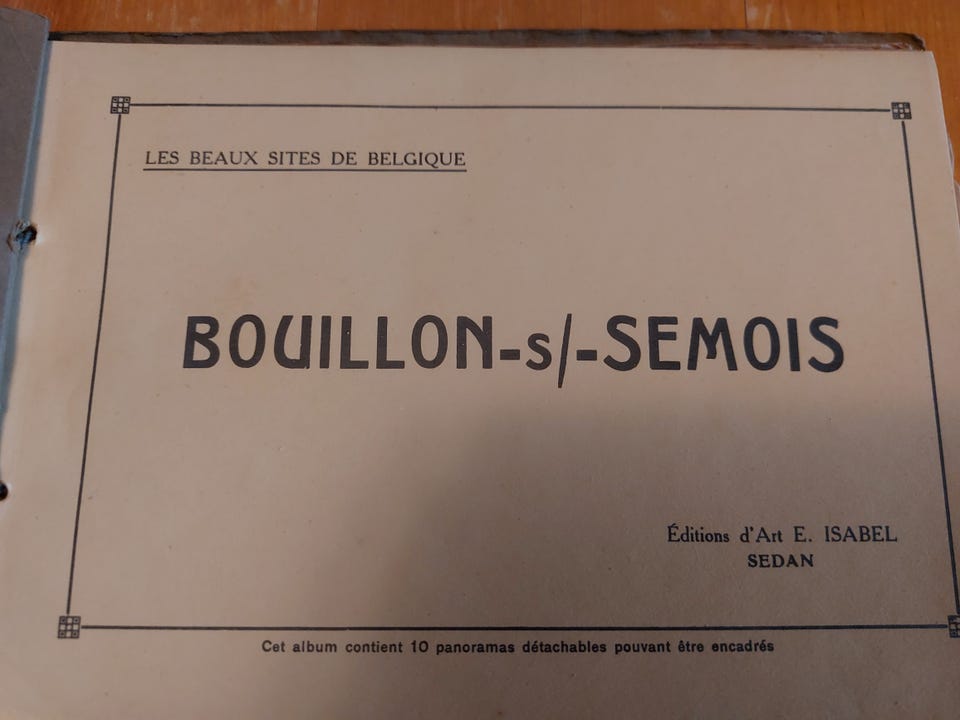 LES BEAUX SITES DE BELGIQUE
BOUILLON-s/-SEMOIS
Éditions d'Art E. ISABEL
SEDAN
Cet album contient 10 panoramas détachables pouvant être encadrés